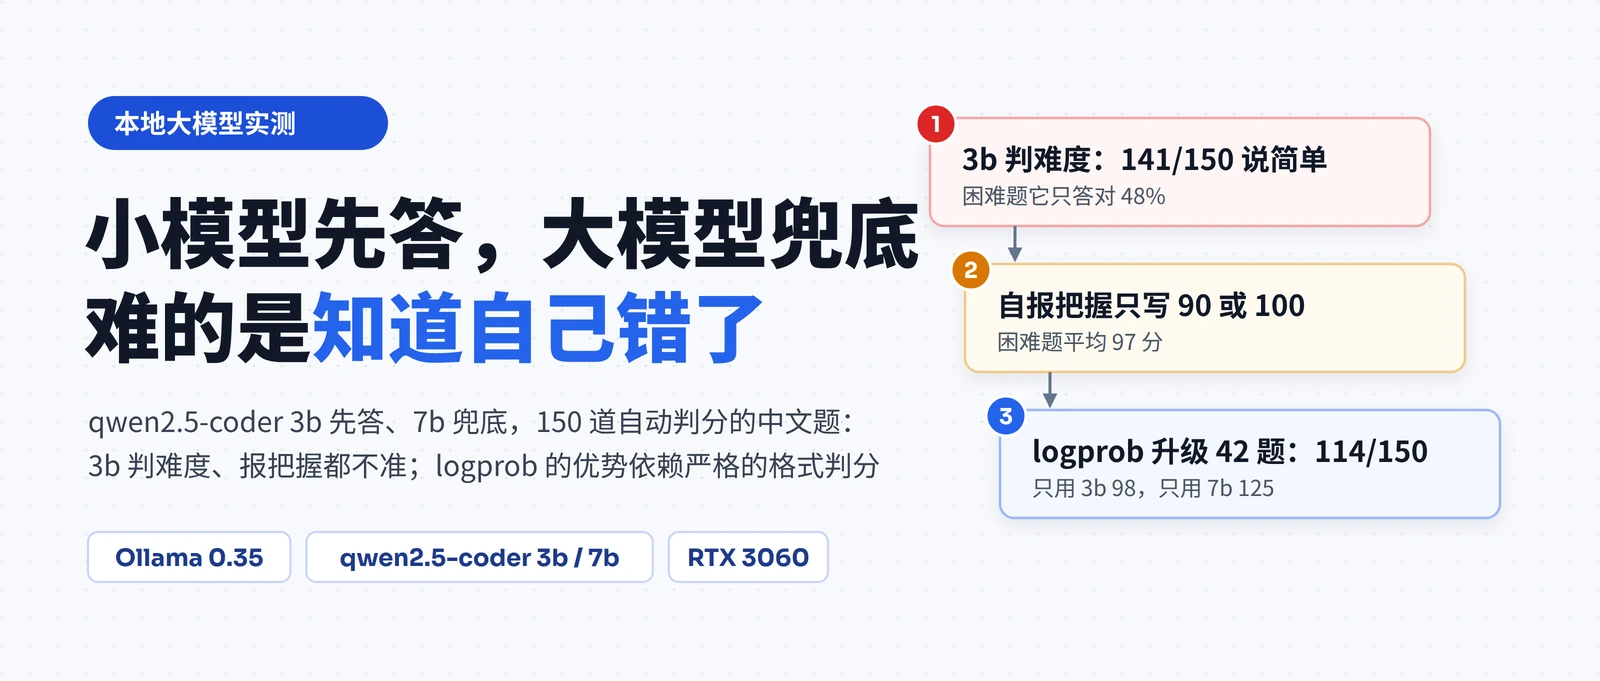 本地大模型实测
小模型先答，大模型兜底
难的是知道自己错了
qwen2.5-coder 3b 先答、7b 兜底，150 道自动判分的中文题：
3b 判难度、报把握都不准；logprob 的优势依赖严格的格式判分
Ollama 0.35
qwen2.5-coder 3b / 7b
RTX 3060
1
3b 判难度：141/150 说简单
困难题它只答对 48%
2
自报把握只写 90 或 100
困难题平均 97 分
3
logprob 升级 42 题：114/150
只用 3b 98，只用 7b 125